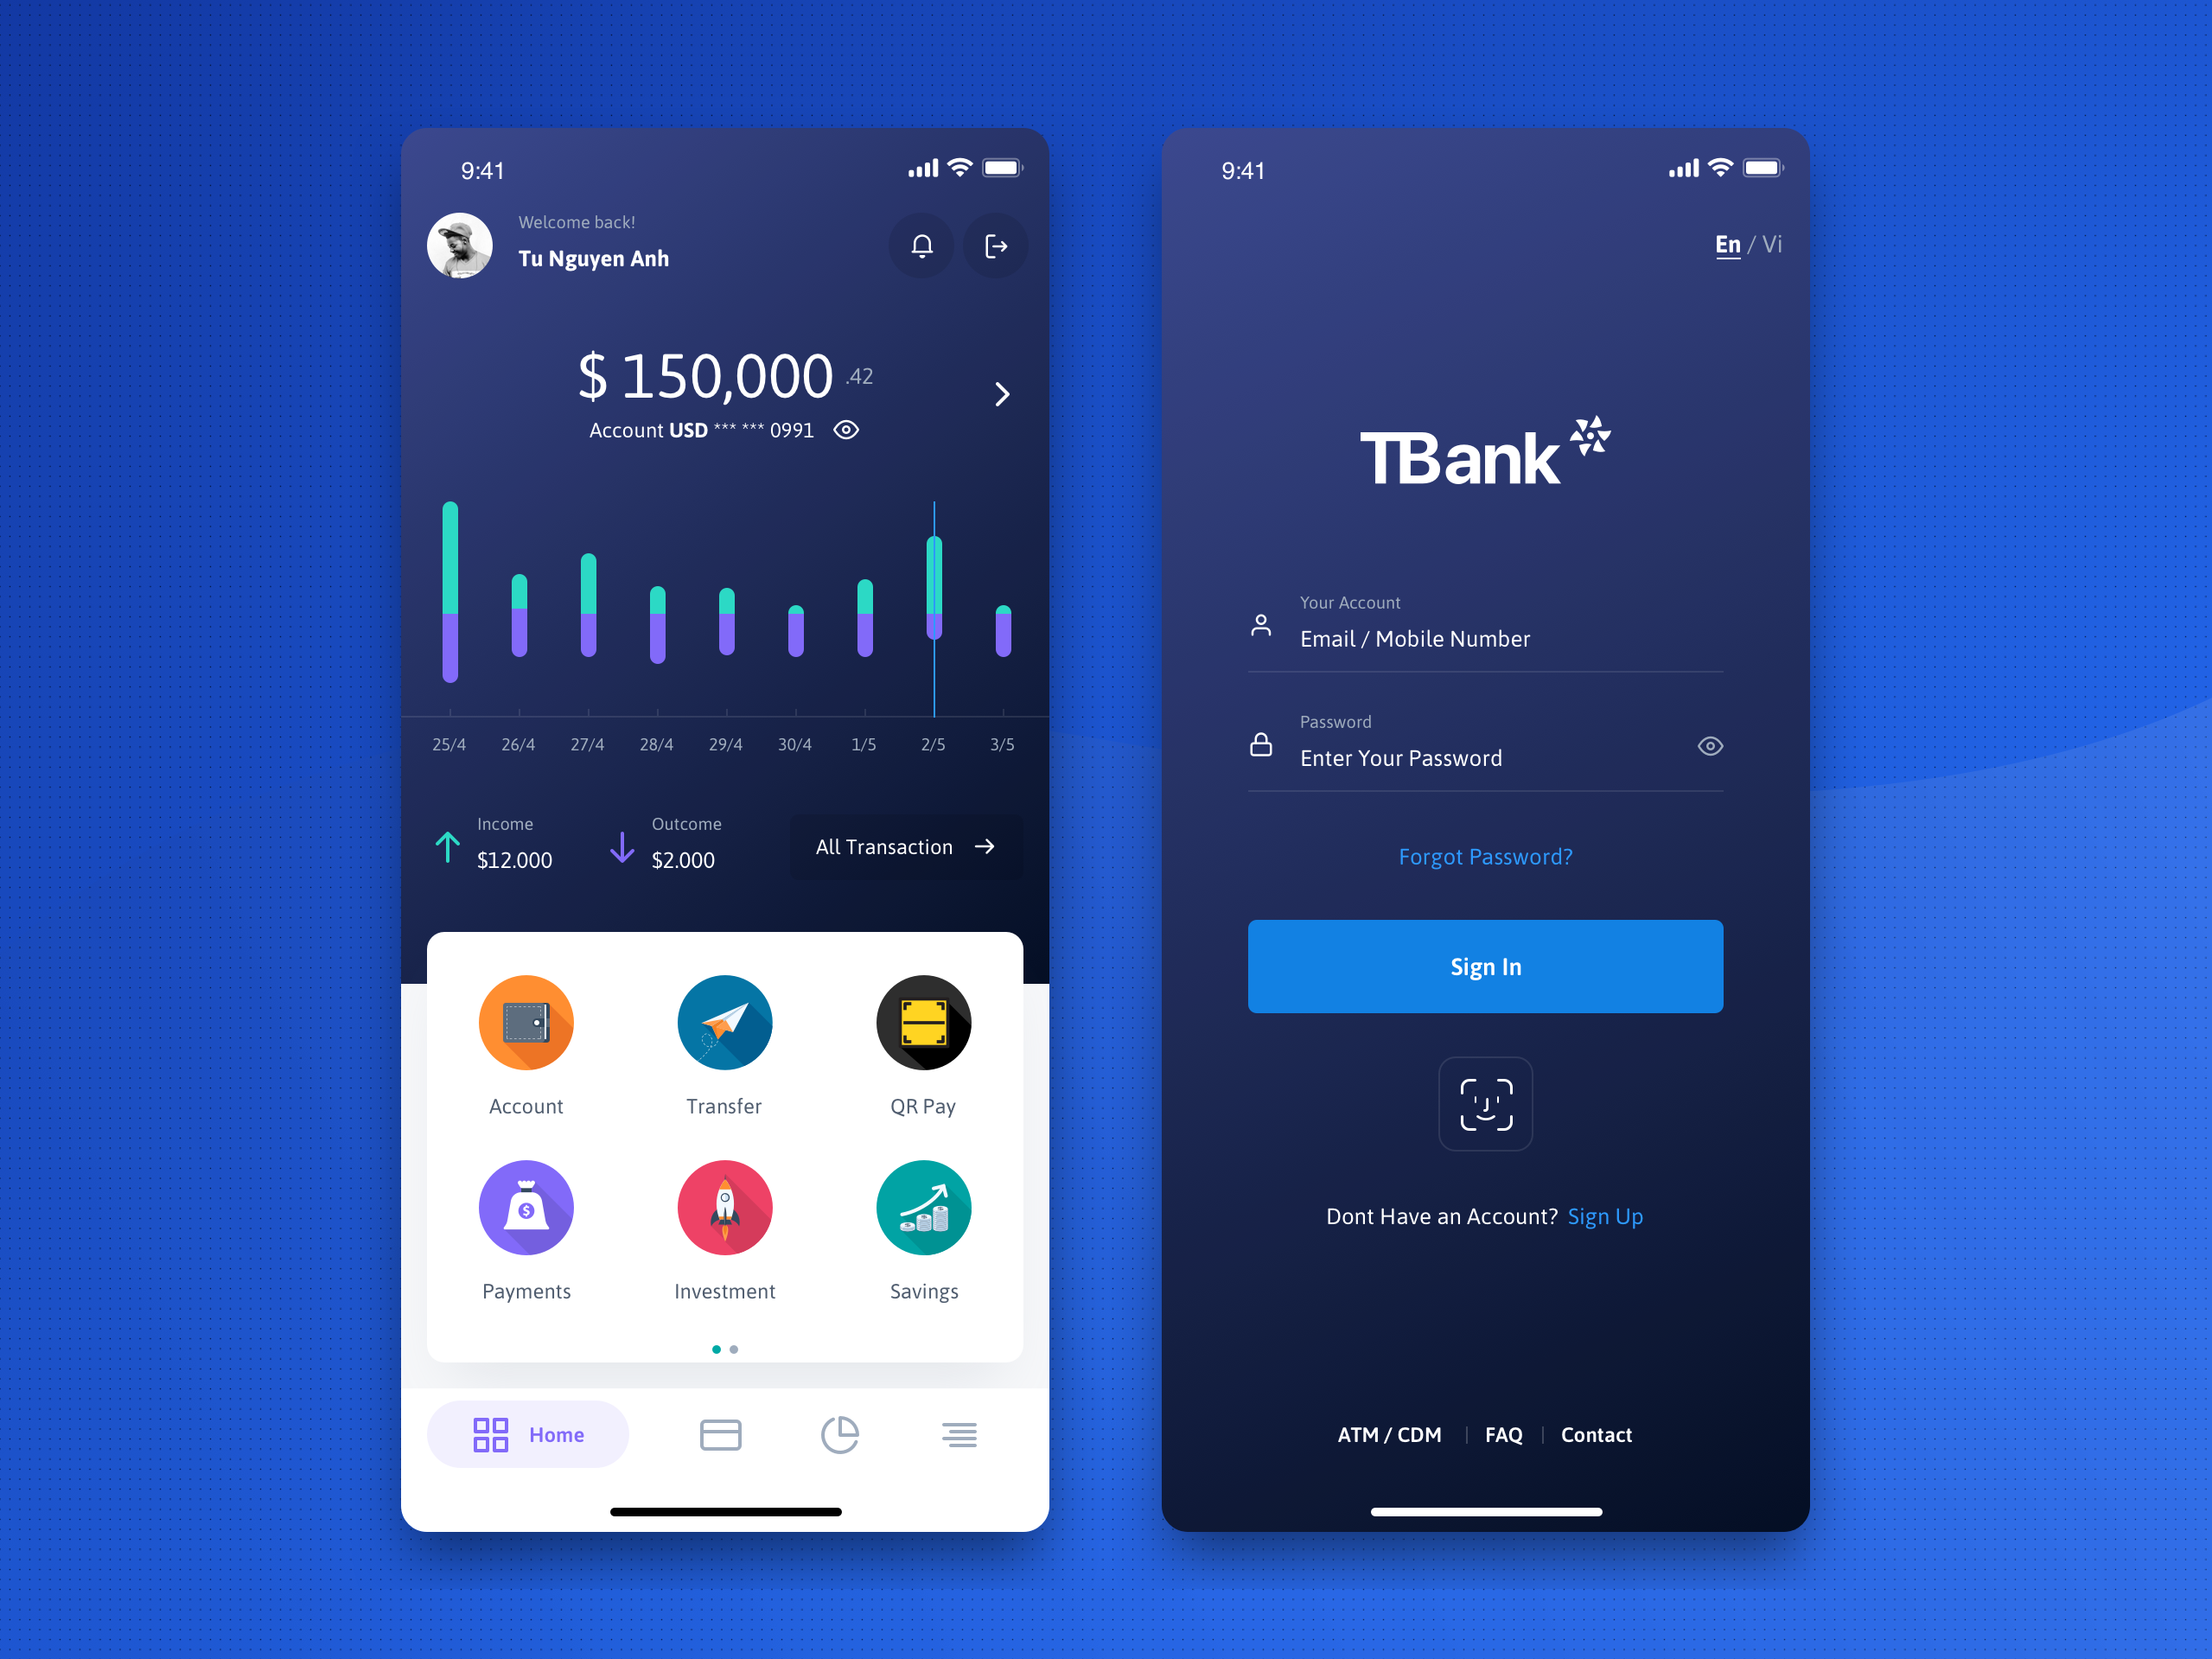 9:41
Welcome back!
Tu Nguyen Anh
$ 150,000 .42
Account USD *** *** 0991
25/4 26/4 27/4 28/4 29/4 30/4 1/5 2/5 3/5
Income
$12.000
Outcome
$2.000
All Transaction
Account Transfer QR Pay
Payments Investment Savings
Home
9:41
En / Vi
TBank
Your Account
Email / Mobile Number
Password
Enter Your Password
Forgot Password?
Sign In
Dont Have an Account? Sign Up
ATM / CDM | FAQ | Contact